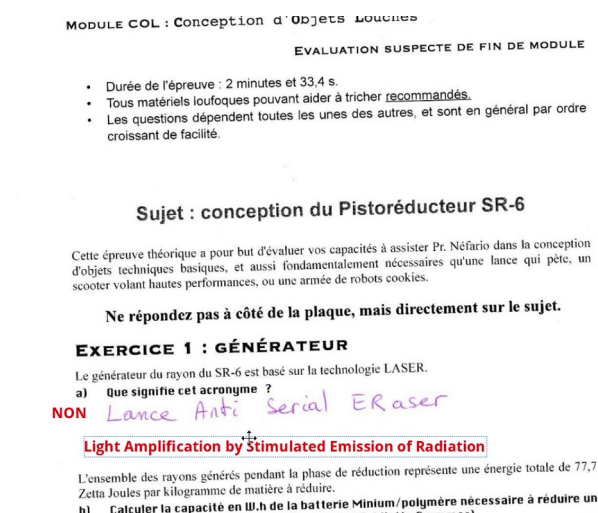 MODULE COL : Conception d'Objets Louches
EVALUATION SUSPECTE DE FIN DE MODULE
• Durée de l'épreuve : 2 minutes et 33,4 s.
• Tous matériels loufoques pouvant aider à tricher recommandés.
• Les questions dépendent toutes les unes des autres, et sont en général par ordre
croissant de facilité.
Sujet : conception du Pistoréducteur SR-6
Cette épreuve théorique a pour but d'évaluer vos capacités à assister Pr. Néfario dans la conception
d'objets techniques basiques, et aussi fondamentalement nécessaires qu'une lance qui pète, un
scooter volant hautes performances, ou une armée de robots cookies.
Ne répondez pas à côté de la plaque, mais directement sur le sujet.
EXERCICE 1 : GÉNÉRATEUR
Le générateur du rayon du SR-6 est basé sur la technologie LASER.
a) Que signifie cet acronyme ?
NON Lance Anti Serial ERaser
Light Amplification by Stimulated Emission of Radiation
L'ensemble des rayons générés pendant la phase de réduction représente une énergie totale de 77,7
Zetta Joules par kilogramme de matière à réduire.
b) Calculer la capacité en W.h de la batterie Minium/polymère nécessaire à réduire un